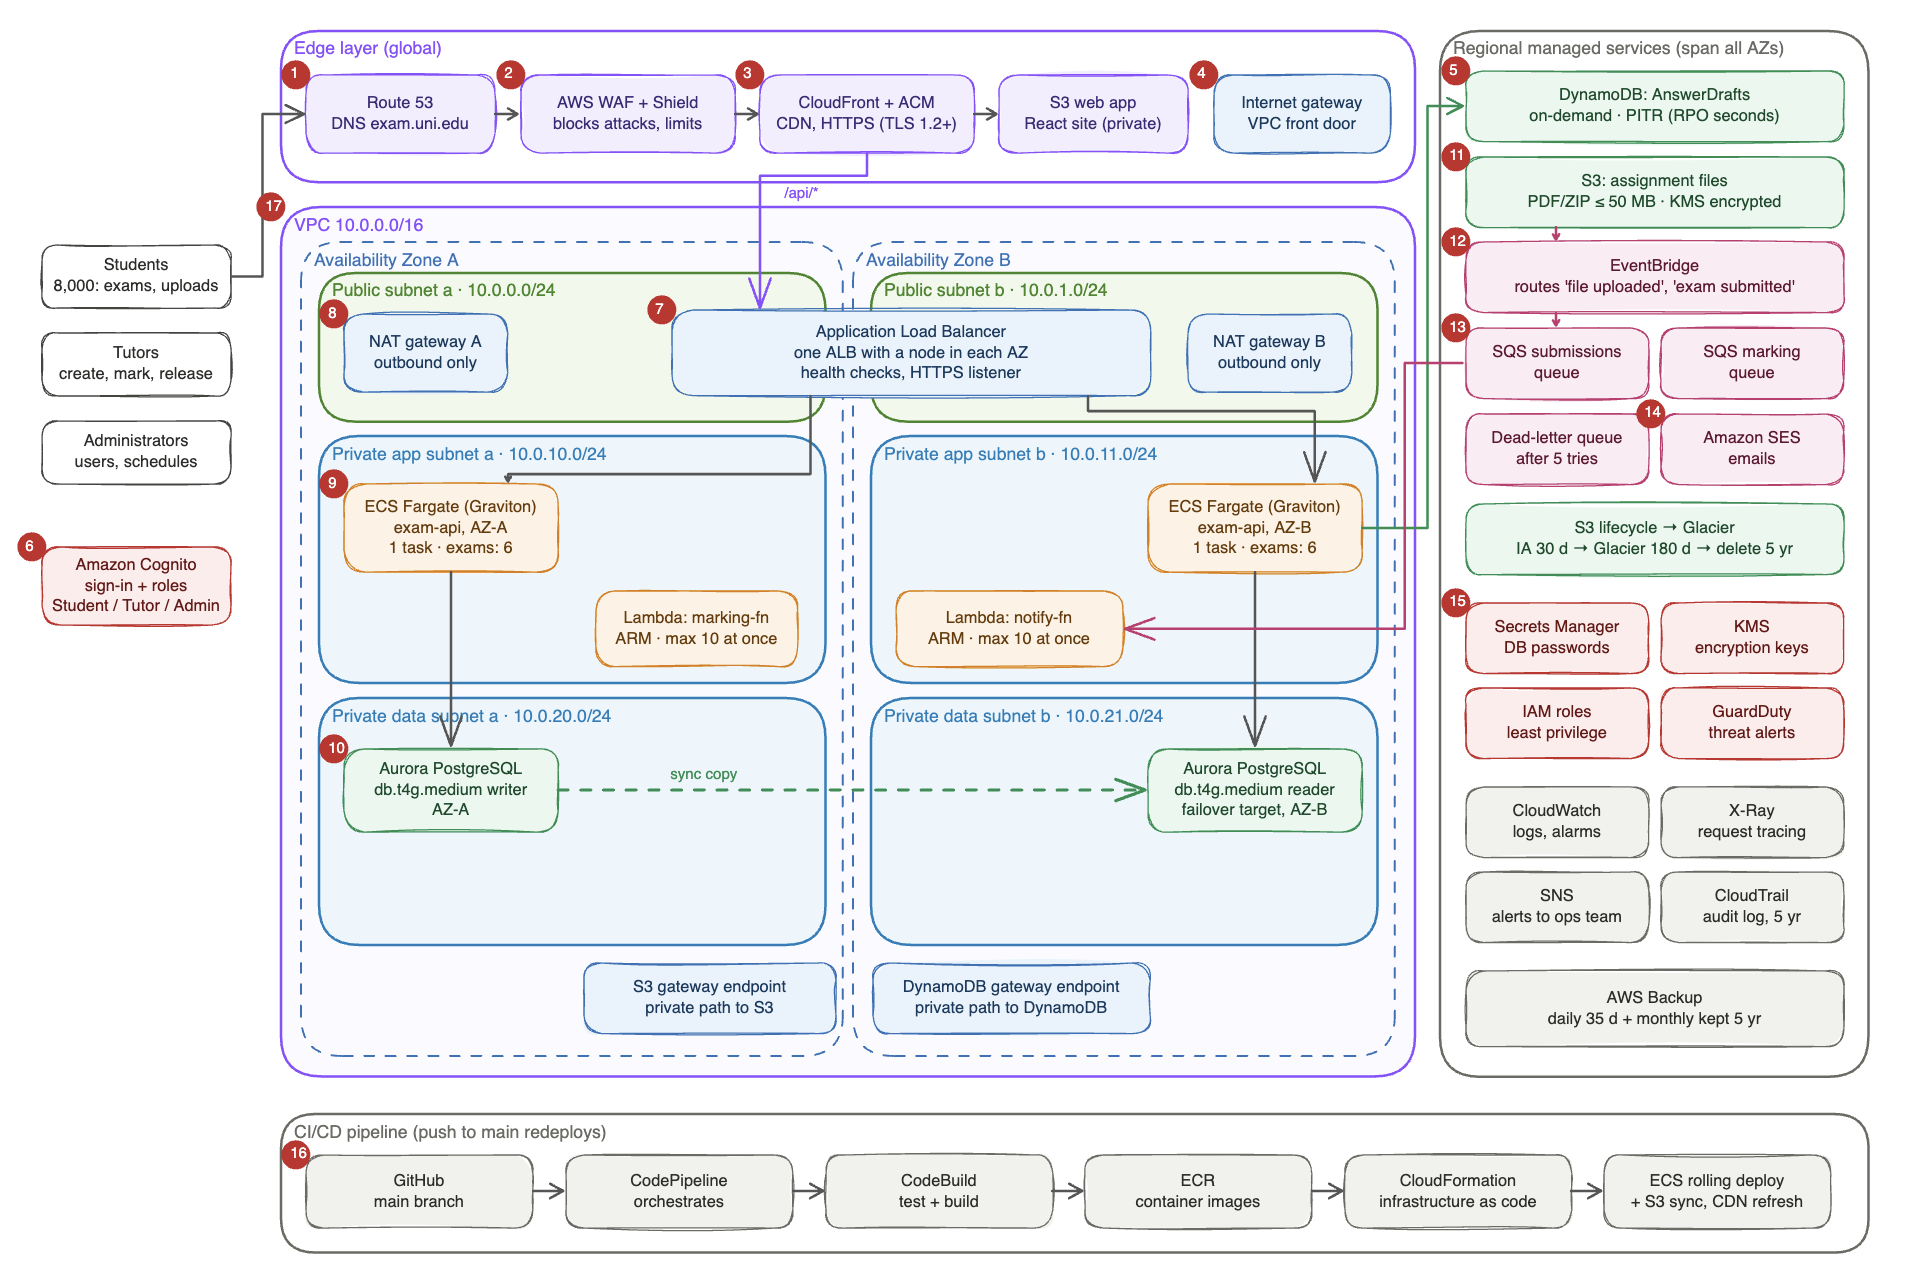 Edge layer (global)
1
Route 53
DNS exam.uni.edu
2
AWS WAF + Shield
blocks attacks, limits
3
CloudFront + ACM
CDN, HTTPS (TLS 1.2+)
S3 web app
React site (private)
4
Internet gateway
VPC front door
/api/*
17
Students
8,000: exams, uploads
Tutors
create, mark, release
Administrators
users, schedules
6
Amazon Cognito
sign-in + roles
Student / Tutor / Admin
VPC 10.0.0.0/16
Availability Zone A
Public subnet a · 10.0.0.0/24
8
NAT gateway A
outbound only
7
Application Load Balancer
one ALB with a node in each AZ
health checks, HTTPS listener
Availability Zone B
Public subnet b · 10.0.1.0/24
NAT gateway B
outbound only
Private app subnet a · 10.0.10.0/24
9
ECS Fargate (Graviton)
exam-api, AZ-A
1 task · exams: 6
Lambda: marking-fn
ARM · max 10 at once
Private app subnet b · 10.0.11.0/24
ECS Fargate (Graviton)
exam-api, AZ-B
1 task · exams: 6
Lambda: notify-fn
ARM · max 10 at once
Private data subnet a · 10.0.20.0/24
10
Aurora PostgreSQL
db.t4g.medium writer
AZ-A
sync copy
Private data subnet b · 10.0.21.0/24
Aurora PostgreSQL
db.t4g.medium reader
failover target, AZ-B
S3 gateway endpoint
private path to S3
DynamoDB gateway endpoint
private path to DynamoDB
Regional managed services (span all AZs)
5
DynamoDB: AnswerDrafts
on-demand · PITR (RPO seconds)
11
S3: assignment files
PDF/ZIP ≤ 50 MB · KMS encrypted
12
EventBridge
routes 'file uploaded', 'exam submitted'
13
SQS submissions
queue
SQS marking
queue
Dead-letter queue
after 5 tries
14
Amazon SES
emails
S3 lifecycle → Glacier
IA 30 d → Glacier 180 d → delete 5 yr
15
Secrets Manager
DB passwords
KMS
encryption keys
IAM roles
least privilege
GuardDuty
threat alerts
CloudWatch
logs, alarms
X-Ray
request tracing
SNS
alerts to ops team
CloudTrail
audit log, 5 yr
AWS Backup
daily 35 d + monthly kept 5 yr
CI/CD pipeline (push to main redeploys)
16
GitHub
main branch
CodePipeline
orchestrates
CodeBuild
test + build
ECR
container images
CloudFormation
infrastructure as code
ECS rolling deploy
+ S3 sync, CDN refresh